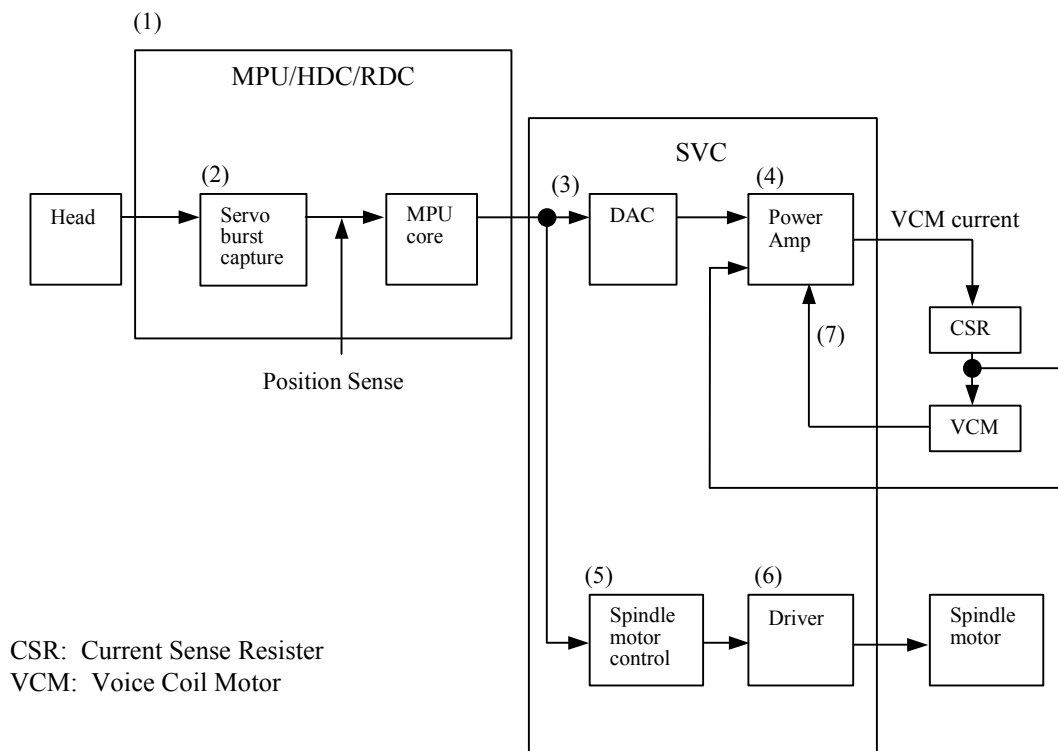 (1)
MPU/HDC/RDC
SVC
(2)
(3)
(4)
Head
Servo
burst
capture
MPU
core
DAC
Power
Amp
VCM current
(7)
CSR
Position Sense
VCM
(5)
(6)
Spindle
motor
control
Driver
Spindle
motor
CSR: Current Sense Resister
VCM: Voice Coil Motor